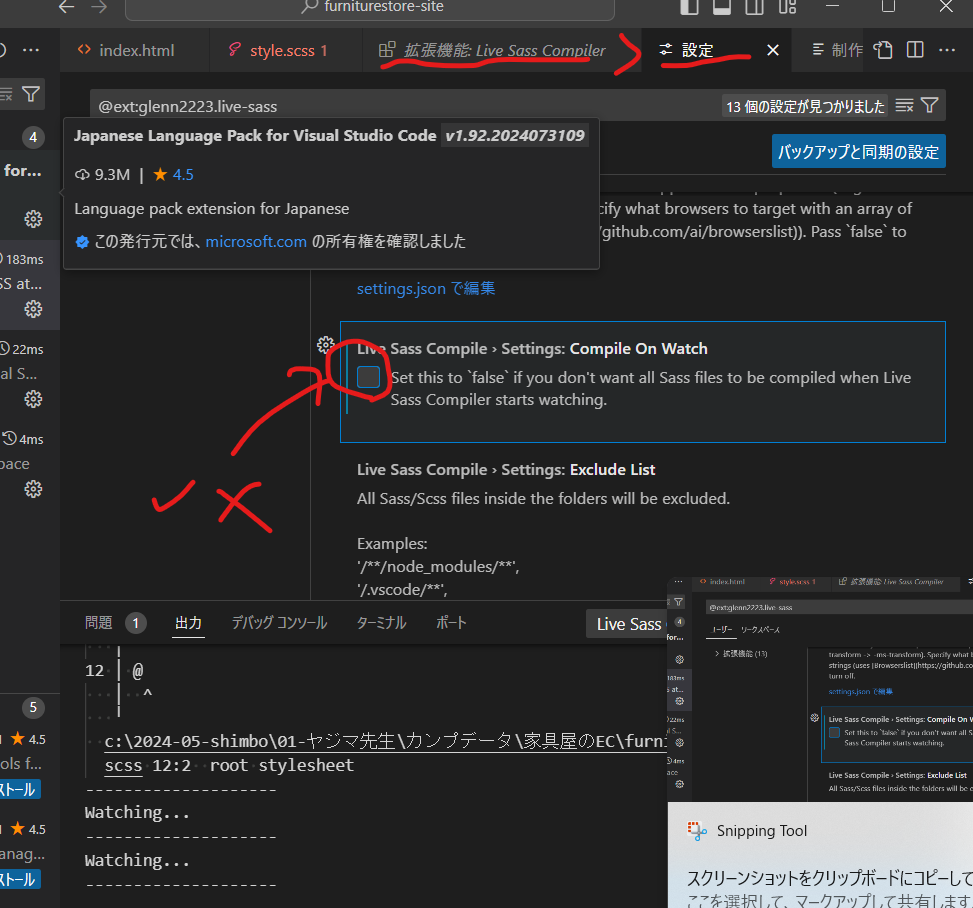 furniturestore-site
index.html
style.scss 1
拡張機能: Live Sass Compiler
設定
制作
@ext:glenn2223.live-sass
13 個の設定が見つかりました
4
Japanese Language Pack for Visual Studio Code v1.92.2024073109
バックアップと同期の設定
for...
9.3M | ★ 4.5
Language pack extension for Japanese
cify what browsers to target with an array of
/github.com/ai/browserslist)). Pass `false` to
この発行元では、microsoft.com の所有権を確認しました
183ms
SS at...
settings.json で編集
22ms
al S...
Live Sass Compile › Settings: Compile On Watch
Set this to `false` if you don't want all Sass files to be compiled when Live
Sass Compiler starts watching.
4ms
pace
Live Sass Compile › Settings: Exclude List
All Sass/Scss files inside the folders will be excluded.
Examples:
'/**/node_modules/**',
'/.vscode/**',
問題 1 出力 デバッグ コンソール ターミナル ポート Live Sass
12 | @
| ^
c:\2024-05-shimbo\01-ヤジマ先生\カンプデータ\家具屋のEC\furni
scss 12:2 root stylesheet
--------------------
Watching...
--------------------
Watching...
--------------------
5
4.5
ols f...
ストール
4.5
anag...
ストール
index.html
style.scss 1
拡張機能: Live Sass Compiler
@ext:glenn2223.live-sass
4
ユーザー ワークスペース
for...
拡張機能 (13)
transform -> -ms-transform). Specify what b
strings (uses [Browserslist](https://github.co
turn off.
183ms
s at...
settings.json で編集
22ms
l S...
Live Sass Compile › Settings: Compile On W
Set this to `false` if you don't want all S
Sass Compiler starts watching.
4ms
ace
Live Sass Compile › Settings: Exclude List
All Sass/Scss files inside the folders will be e
Snipping Tool
スクリーンショットをクリップボードにコピーして
ここを選択して、マークアップして共有します